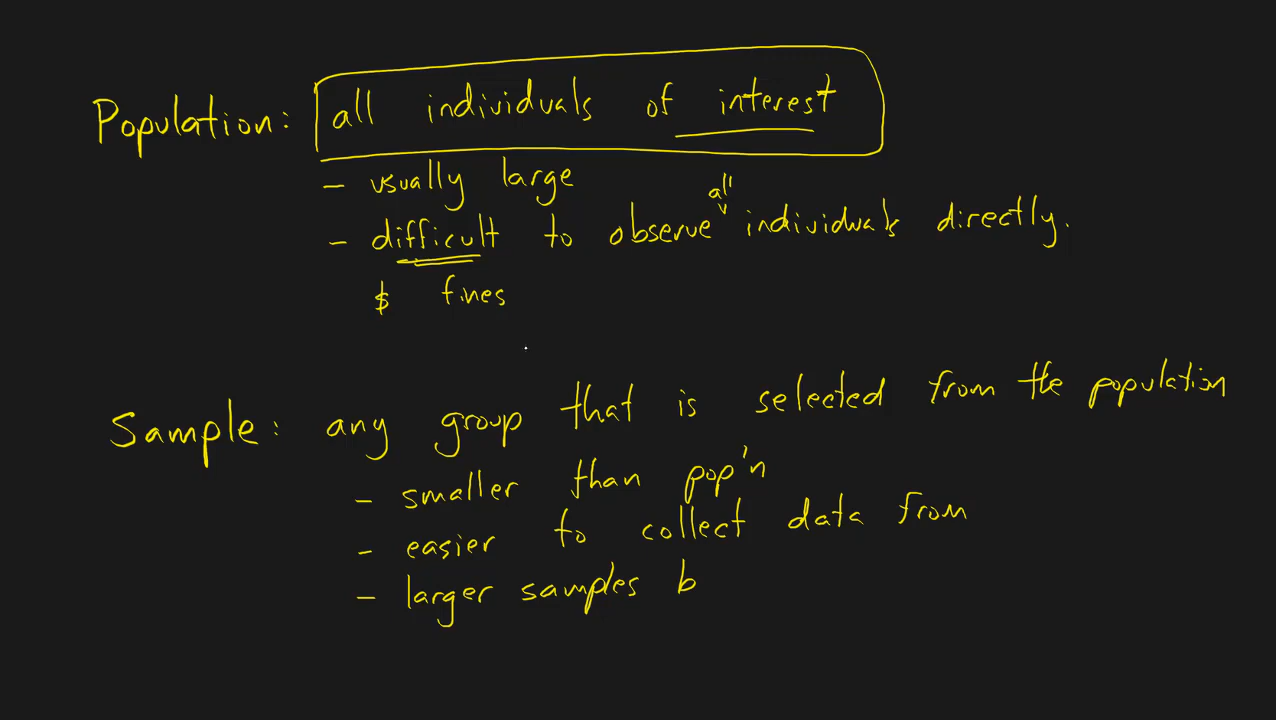 Population: all individuals of interest
- usually large
- difficult to observe all individuals directly.
$ fines
Sample: any group that is selected from the population
- smaller than pop'n
- easier to collect data from
- larger samples b